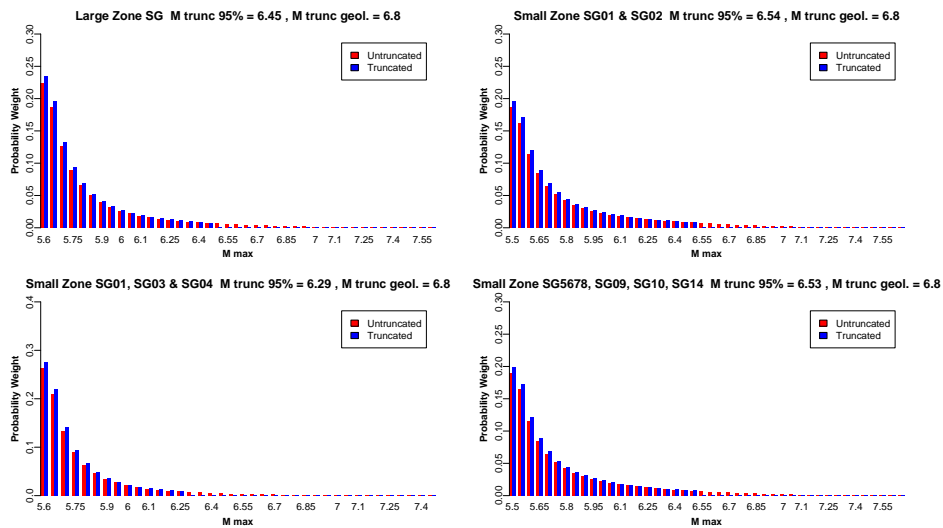 Large Zone SG M trunc 95% = 6.45 , M trunc geol. = 6.8
Probability Weight
0.00 0.05 0.10 0.15 0.20 0.25 0.30
Untruncated
Truncated
5.6 5.75 5.9 6 6.1 6.25 6.4 6.55 6.7 6.85 7 7.1 7.25 7.4 7.55
M max
Small Zone SG01 & SG02 M trunc 95% = 6.54 , M trunc geol. = 6.8
Probability Weight
0.00 0.05 0.10 0.15 0.20 0.25 0.30
Untruncated
Truncated
5.5 5.65 5.8 5.95 6.1 6.25 6.4 6.55 6.7 6.85 7 7.1 7.25 7.4 7.55
M max
Small Zone SG01, SG03 & SG04 M trunc 95% = 6.29 , M trunc geol. = 6.8
Probability Weight
0.0 0.1 0.2 0.3 0.4
Untruncated
Truncated
5.6 5.75 5.9 6 6.1 6.25 6.4 6.55 6.7 6.85 7 7.1 7.25 7.4
M max
Small Zone SG5678, SG09, SG10, SG14 M trunc 95% = 6.53 , M trunc geol. = 6.8
Probability Weight
0.00 0.05 0.10 0.15 0.20 0.25 0.30
Untruncated
Truncated
5.5 5.65 5.8 5.95 6.1 6.25 6.4 6.55 6.7 6.85 7 7.1 7.25 7.4 7.55
M max